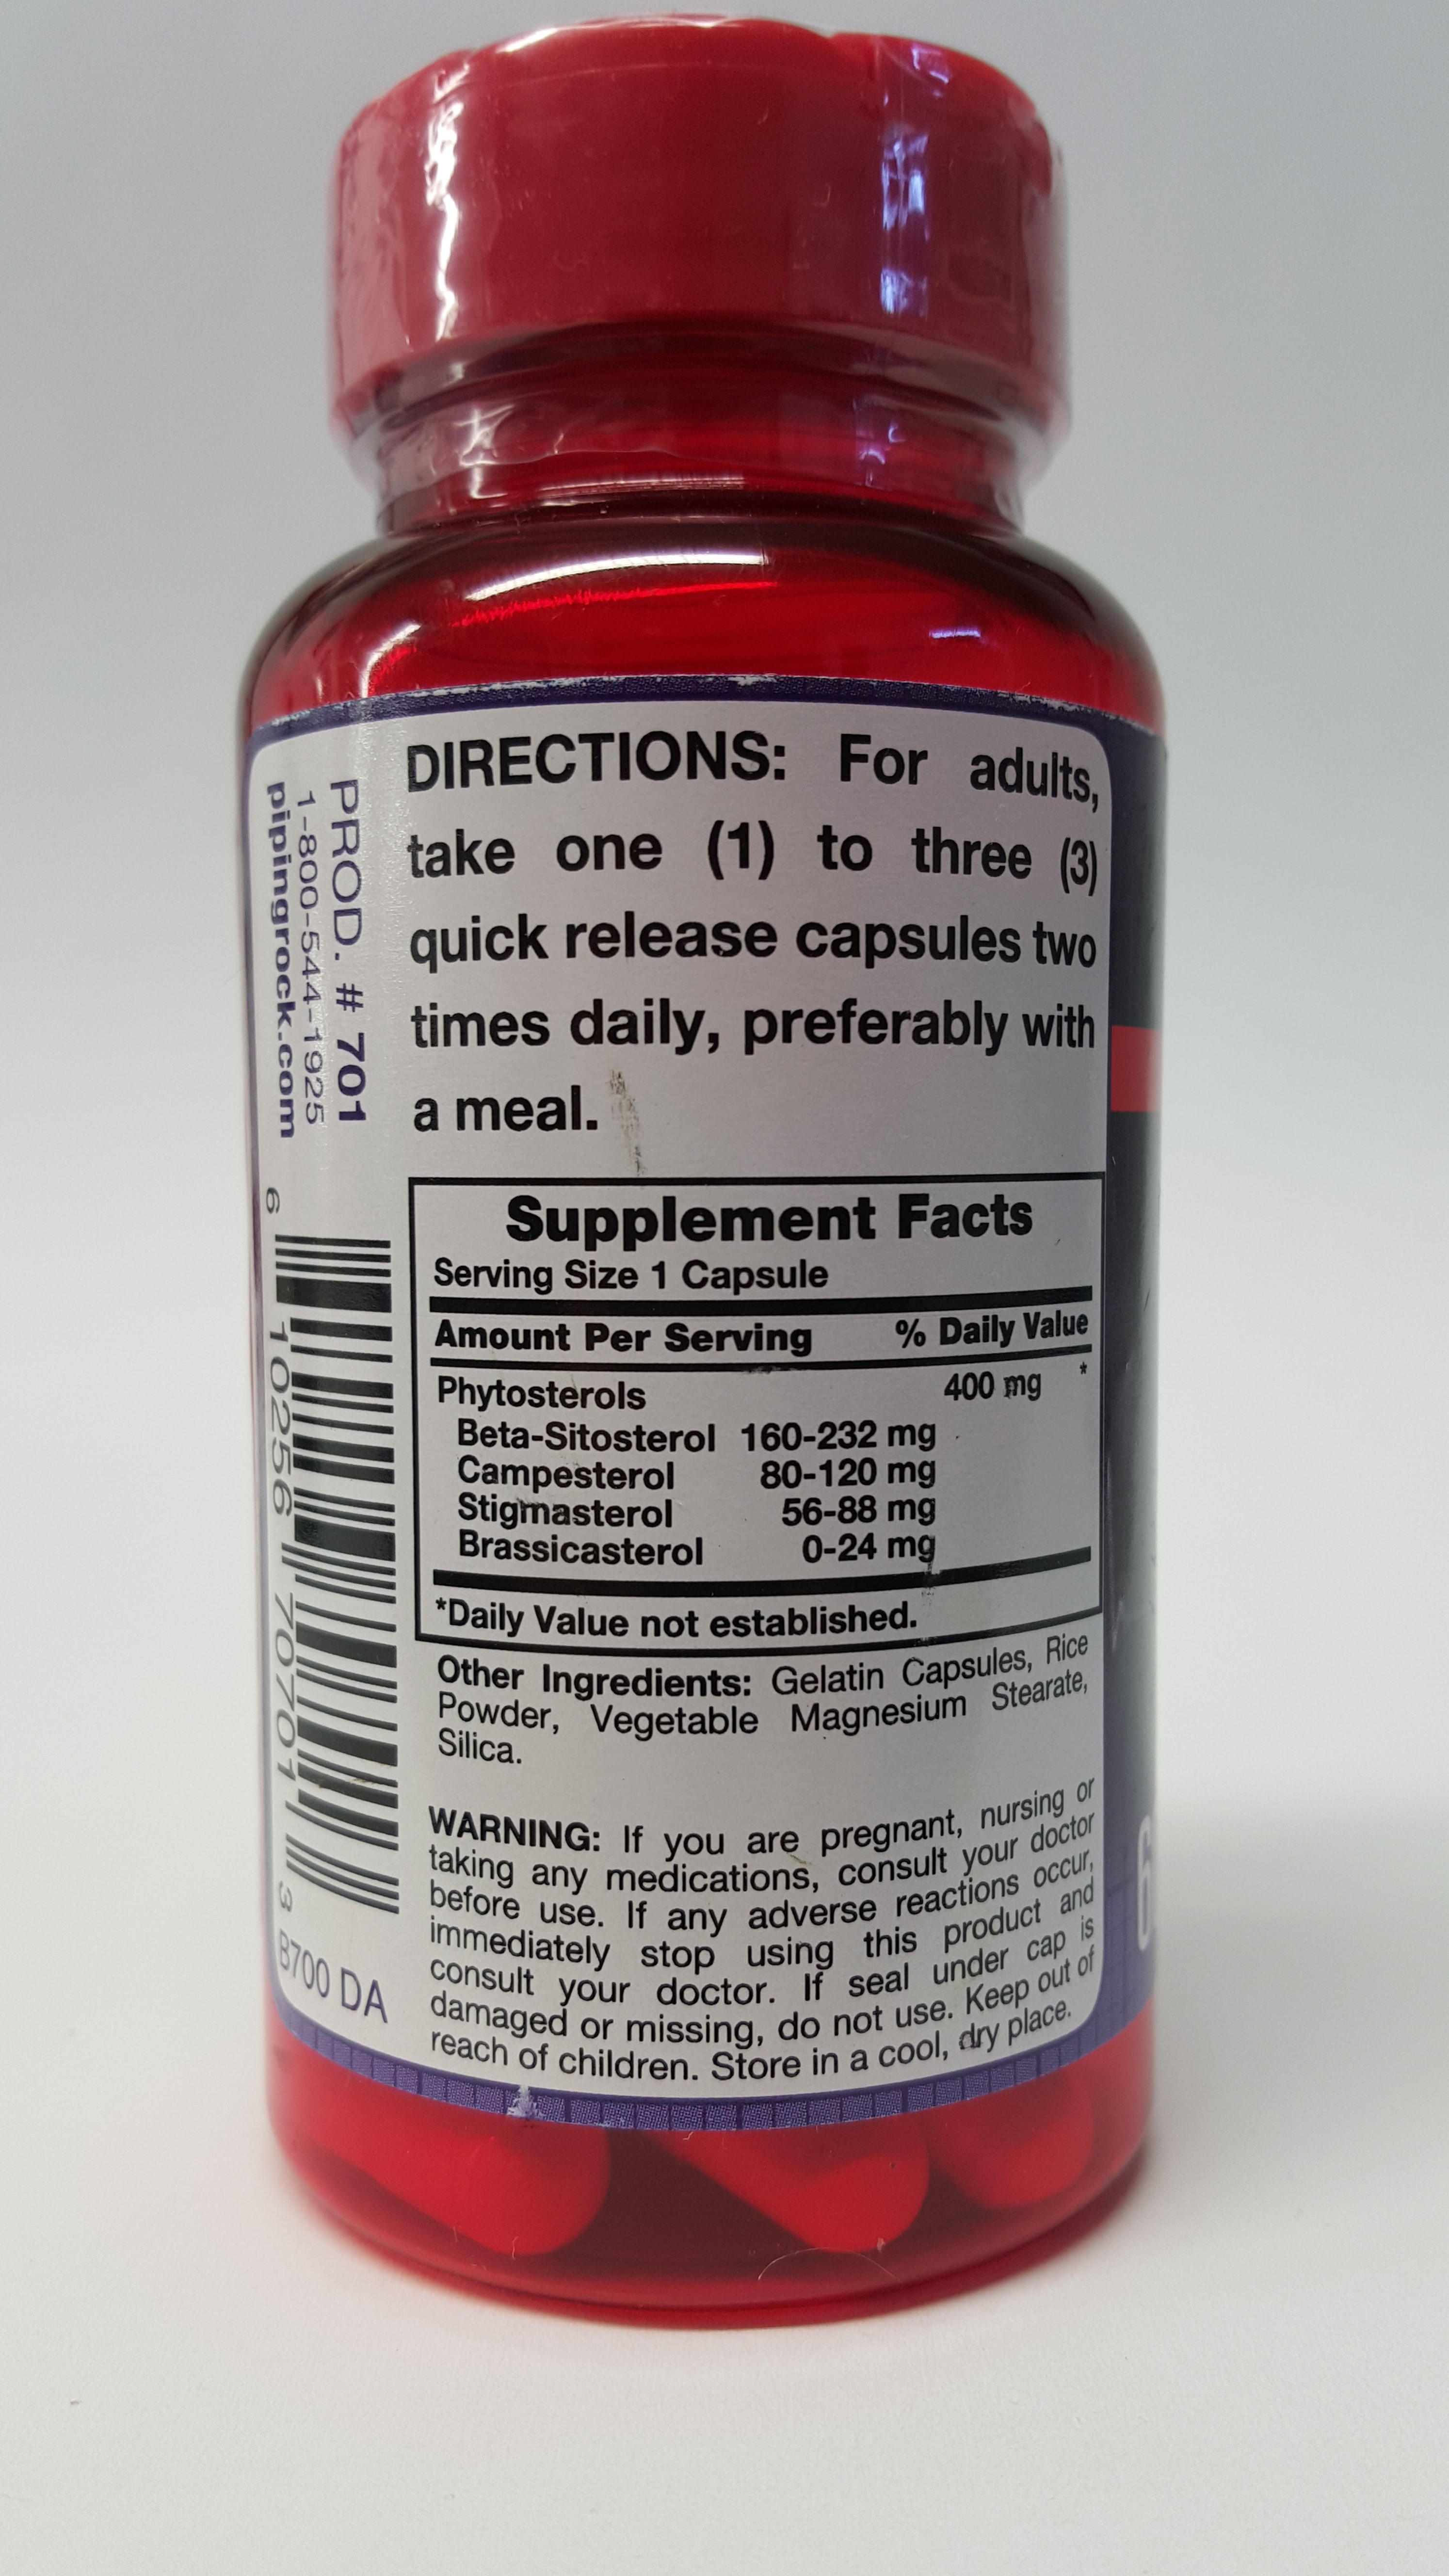 DIRECTIONS: For adults,
take one (1) to three (3)
quick release capsules two
times daily, preferably with
a meal.
Supplement Facts
Serving Size 1 Capsule
Amount Per Serving % Daily Value
Phytosterols 400 mg *
Beta-Sitosterol 160-232 mg
Campesterol 80-120 mg
Stigmasterol 56-88 mg
Brassicasterol 0-24 mg
*Daily Value not established.
Other Ingredients: Gelatin Capsules, Rice
Powder, Vegetable Magnesium Stearate,
Silica.
WARNING: If you are pregnant, nursing or
taking any medications, consult your doctor
before use. If any adverse reactions occur,
immediately stop using this product and
consult your doctor. If seal under cap is
damaged or missing, do not use. Keep out of
reach of children. Store in a cool, dry place.
PROD. # 701
1-800-544-1925
pipingrock.com
6 10256 70701 3
B700 DA